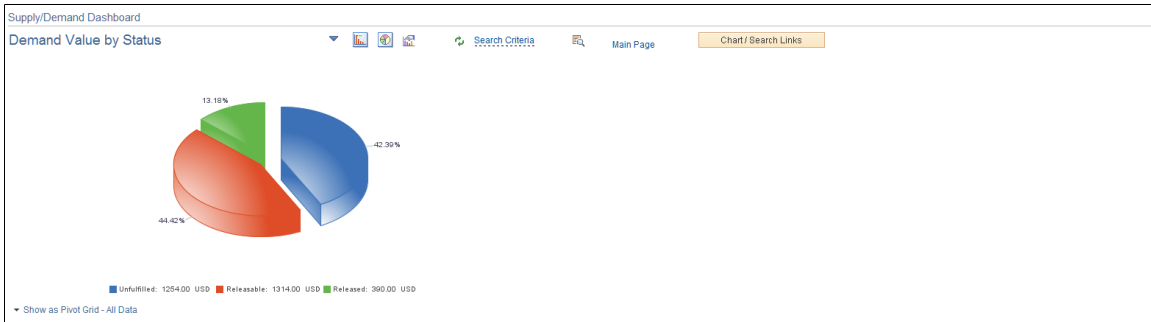 Supply/Demand Dashboard
Demand Value by Status Search Criteria Main Page Chart / Search Links
13.18%
42.39%
44.42%
Unfulfilled: 1254.00 USD Releasable: 1314.00 USD Released: 390.00 USD
Show as Pivot Grid - All Data